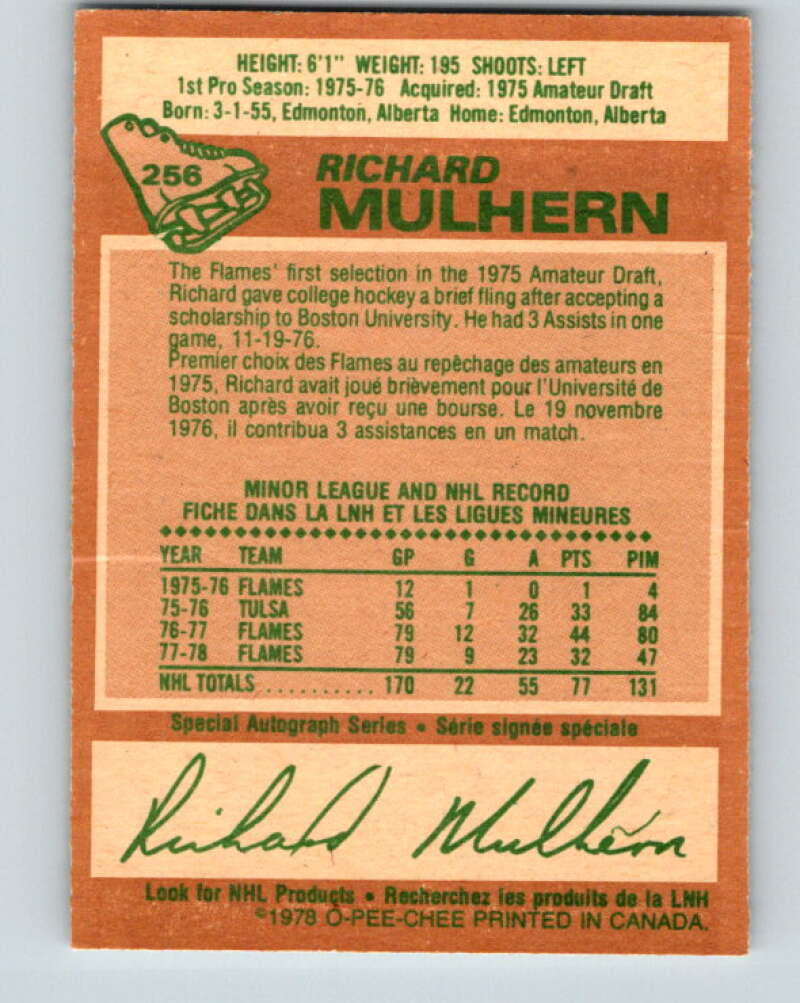 HEIGHT: 6'1" WEIGHT: 195 SHOOTS: LEFT
1st Pro Season: 1975-76 Acquired: 1975 Amateur Draft
Born: 3-1-55, Edmonton, Alberta Home: Edmonton, Alberta
256
RICHARD
MULHERN
The Flames' first selection in the 1975 Amateur Draft,
Richard gave college hockey a brief fling after accepting a
scholarship to Boston University. He had 3 Assists in one
game, 11-19-76.
Premier choix des Flames au repêchage des amateurs en
1975, Richard avait joué brièvement pour l'Université de
Boston après avoir reçu une bourse. Le 19 novembre
1976, il contribua 3 assistances en un match.
MINOR LEAGUE AND NHL RECORD
FICHE DANS LA LNH ET LES LIGUES MINEURES
YEAR TEAM GP G A PTS PIM
1975-76 FLAMES 12 1 0 1 4
75-76 TULSA 56 7 26 33 84
76-77 FLAMES 79 12 32 44 80
77-78 FLAMES 79 9 23 32 47
NHL TOTALS .......... 170 22 55 77 131
Special Autograph Series • Série signée spéciale
Richard Mulhern
Look for NHL Products • Recherchez les produits de la LNH
©1978 O-PEE-CHEE PRINTED IN CANADA.